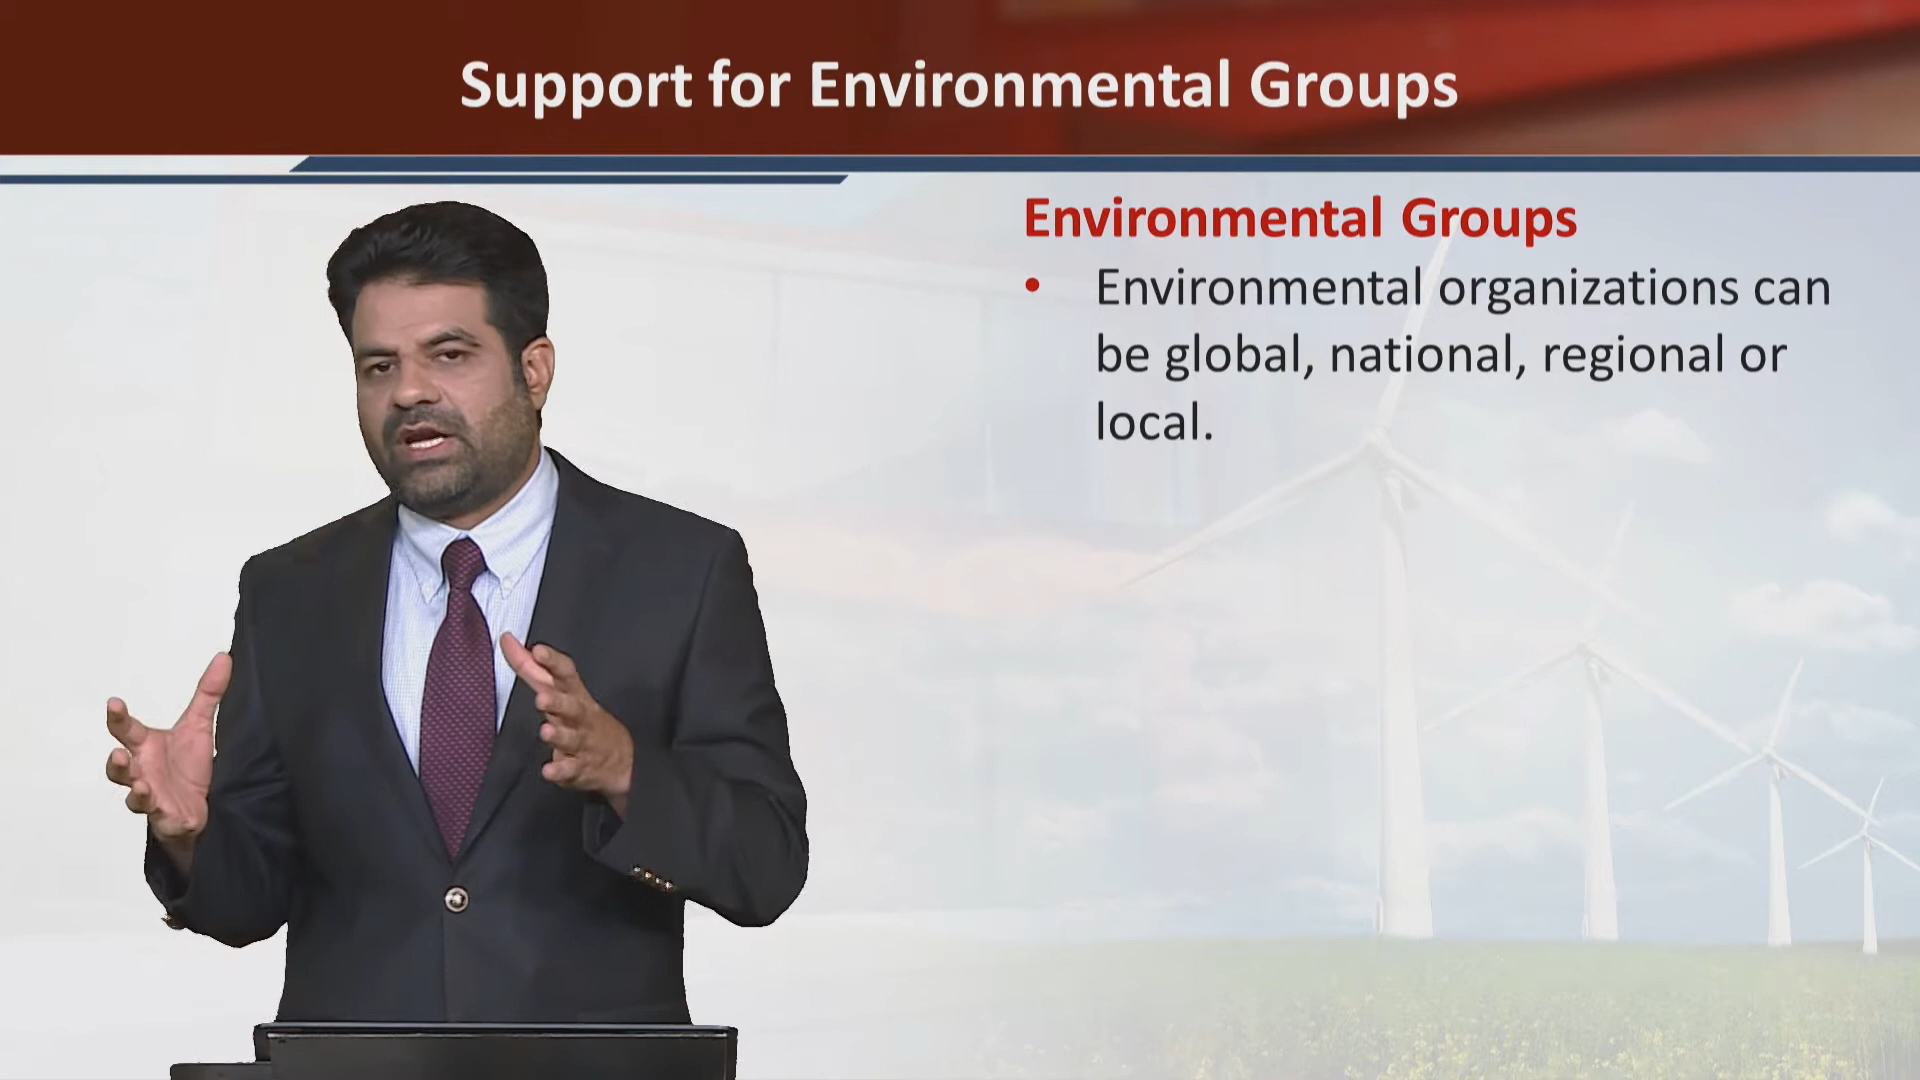 Support for Environmental Groups
Environmental Groups
• Environmental organizations can
be global, national, regional or
local.